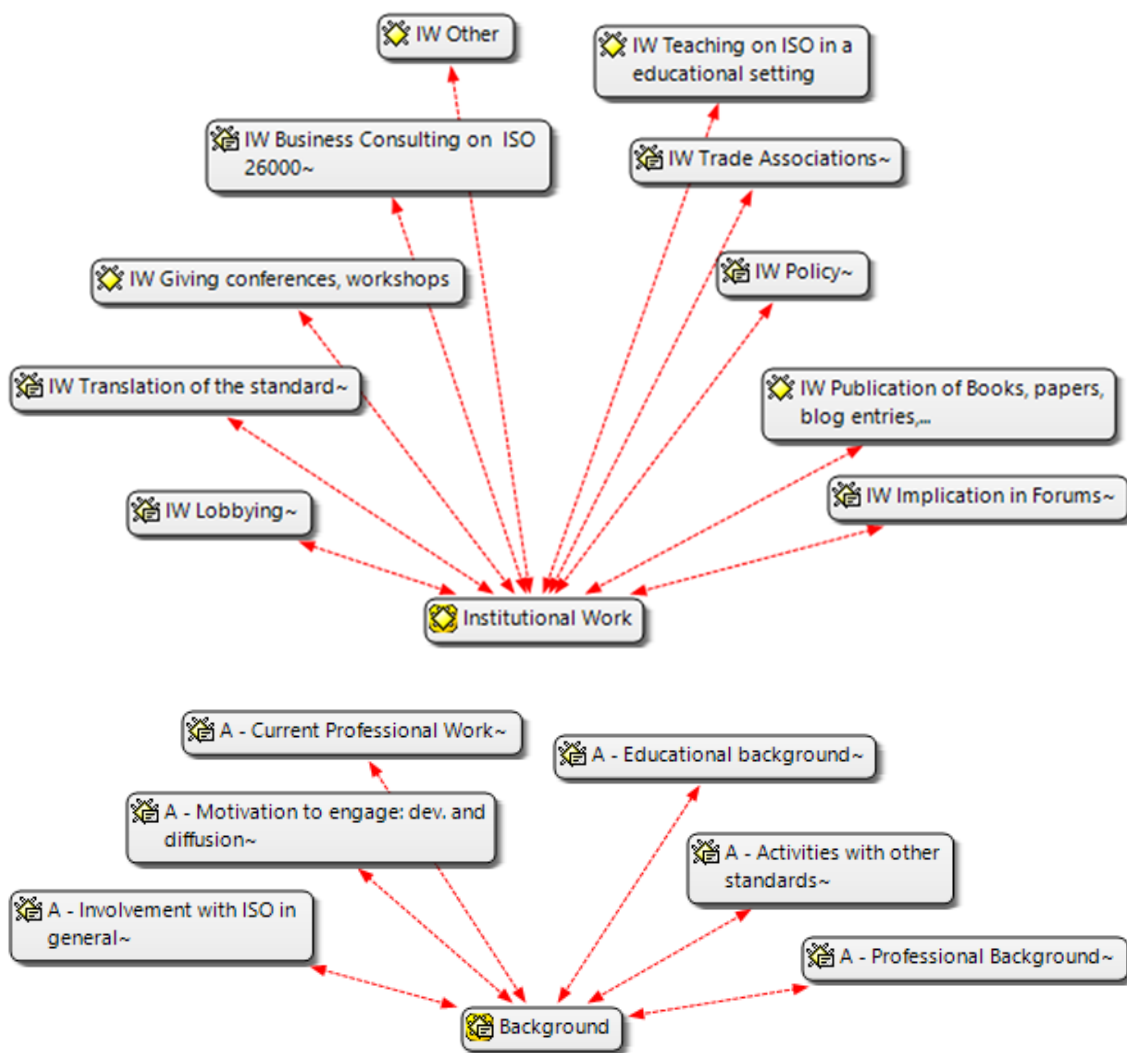 IW Other
IW Teaching on ISO in a
educational setting
IW Business Consulting on ISO
26000~
IW Trade Associations~
IW Giving conferences, workshops
IW Policy~
IW Translation of the standard~
IW Publication of Books, papers,
blog entries,...
IW Lobbying~
IW Implication in Forums~
Institutional Work
A - Current Professional Work~
A - Educational background~
A - Motivation to engage: dev. and
diffusion~
A - Activities with other
standards~
A - Involvement with ISO in
general~
A - Professional Background~
Background